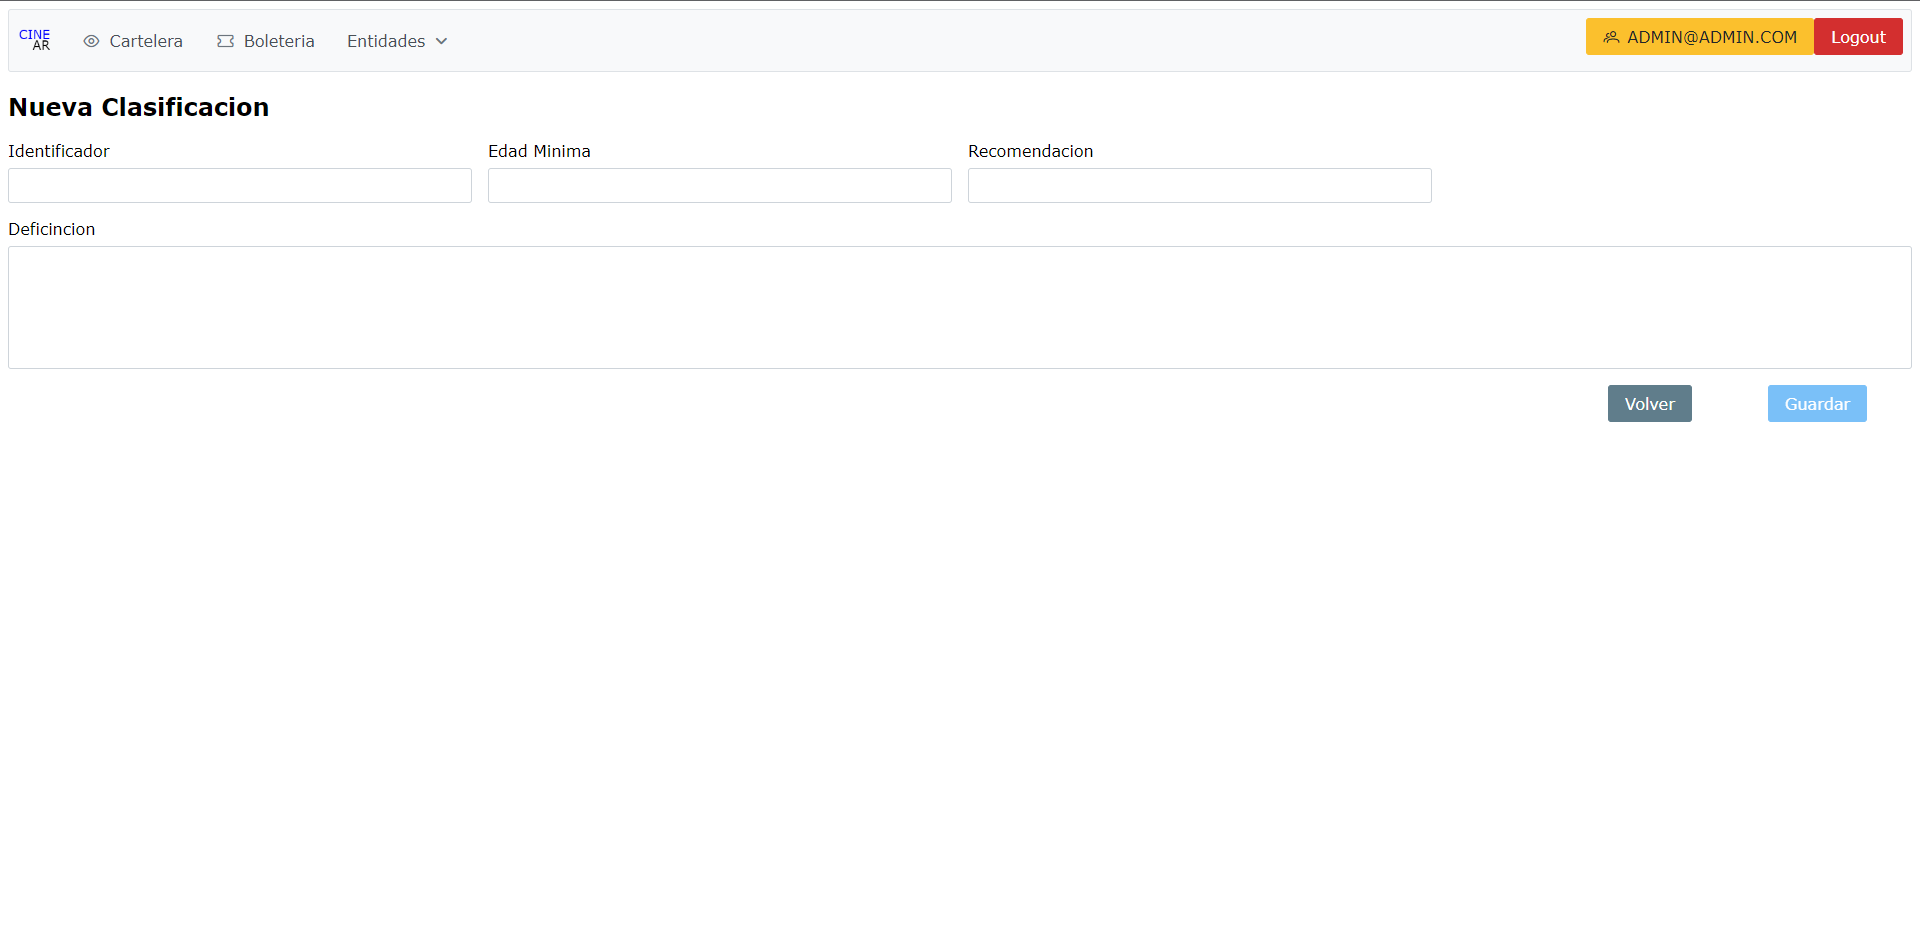 CINE
AR
Cartelera
Boleteria
Entidades
ADMIN@ADMIN.COM
Logout
Nueva Clasificacion
Identificador
Edad Minima
Recomendacion
Deficincion
Volver
Guardar